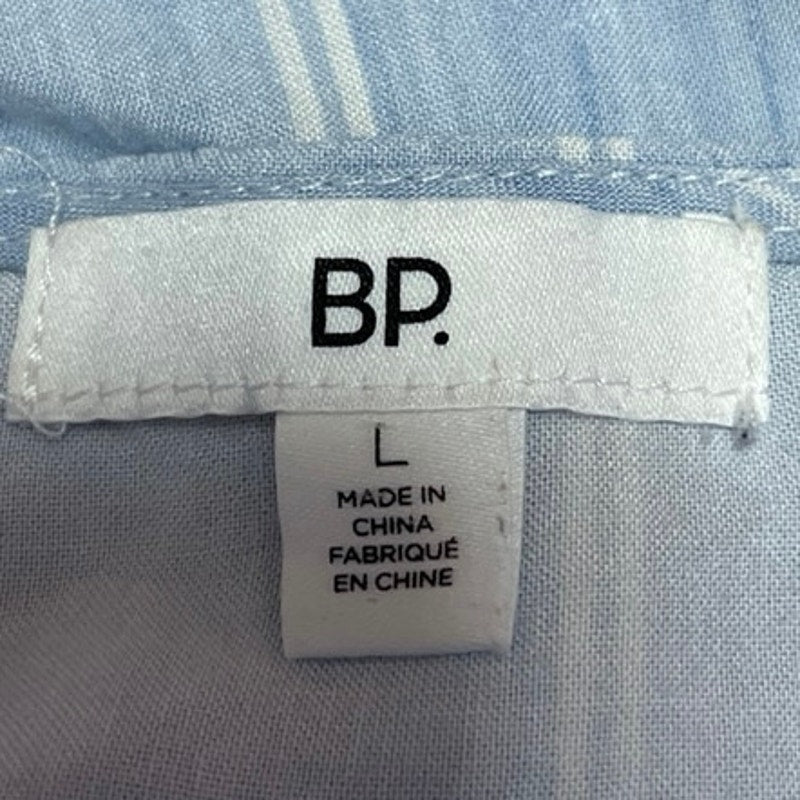 BP.
L
MADE IN
CHINA
FABRIQUÉ
EN CHINE